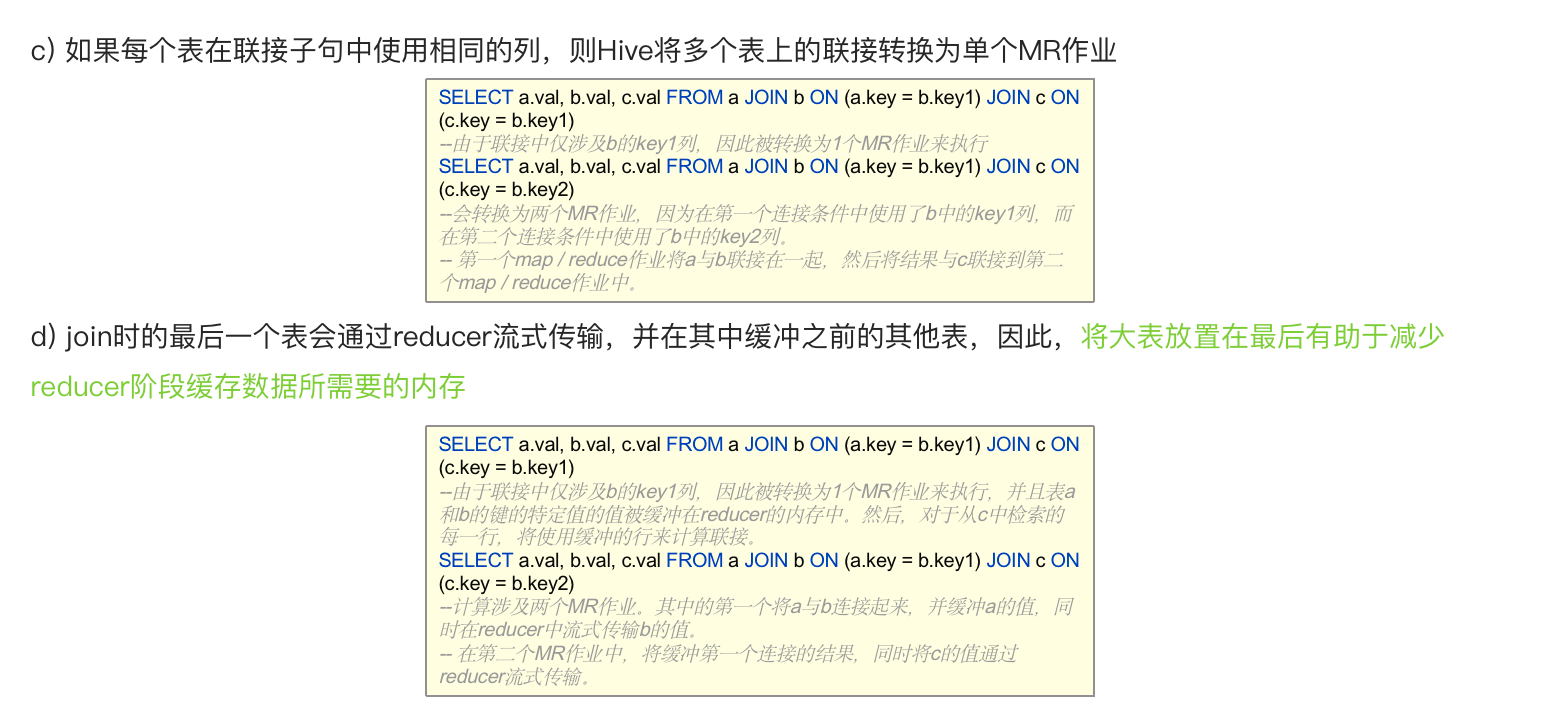 c) 如果每个表在联接子句中使用相同的列，则Hive将多个表上的联接转换为单个MR作业
SELECT a.val, b.val, c.val FROM a JOIN b ON (a.key = b.key1) JOIN c ON
(c.key = b.key1)
--由于联接中仅涉及b的key1列，因此被转换为1个MR作业来执行
SELECT a.val, b.val, c.val FROM a JOIN b ON (a.key = b.key1) JOIN c ON
(c.key = b.key2)
--会转换为两个MR作业，因为在第一个连接条件中使用了b中的key1列，而
在第二个连接条件中使用了b中的key2列。
-- 第一个map / reduce作业将a与b联接在一起，然后将结果与c联接到第二
个map / reduce作业中。
d) join时的最后一个表会通过reducer流式传输，并在其中缓冲之前的其他表，因此，将大表放置在最后有助于减少
reducer阶段缓存数据所需要的内存
SELECT a.val, b.val, c.val FROM a JOIN b ON (a.key = b.key1) JOIN c ON
(c.key = b.key1)
--由于联接中仅涉及b的key1列，因此被转换为1个MR作业来执行，并且表a
和b的键的特定值的值被缓冲在reducer的内存中。然后，对于从c中检索的
每一行，将使用缓冲的行来计算联接。
SELECT a.val, b.val, c.val FROM a JOIN b ON (a.key = b.key1) JOIN c ON
(c.key = b.key2)
--计算涉及两个MR作业。其中的第一个将a与b连接起来，并缓冲a的值，同
时在reducer中流式传输b的值。
-- 在第二个MR作业中，将缓冲第一个连接的结果，同时将c的值通过
reducer流式传输。